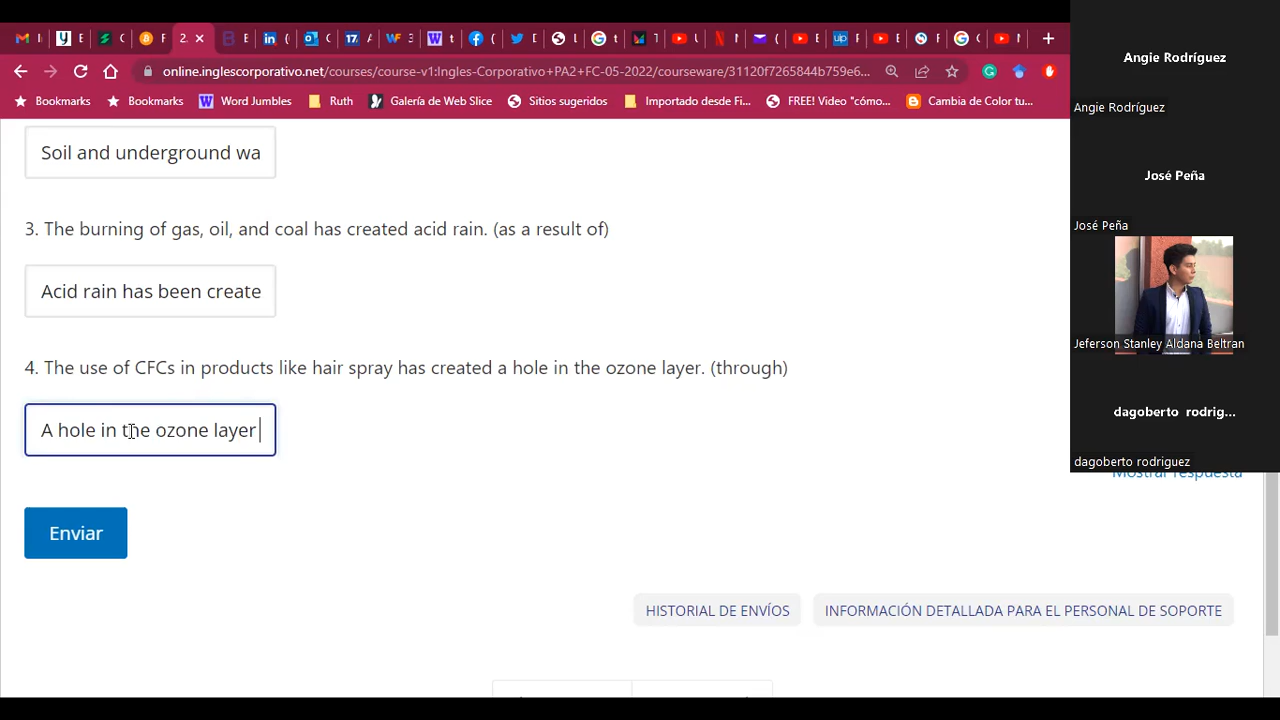 2.
17
online.inglescorporativo.net/courses/course-v1:Ingles-Corporativo+PA2+FC-05-2022/courseware/31120f7265844b759e6...
Bookmarks
Bookmarks
Word Jumbles
Ruth
Galería de Web Slice
Sitios sugeridos
Importado desde Fi...
FREE! Video "cómo...
Cambia de Color tu...
Soil and underground wa
3. The burning of gas, oil, and coal has created acid rain. (as a result of)
Acid rain has been create
4. The use of CFCs in products like hair spray has created a hole in the ozone layer. (through)
A hole in the ozone layer
Mostrar respuesta
Enviar
HISTORIAL DE ENVÍOS
INFORMACIÓN DETALLADA PARA EL PERSONAL DE SOPORTE
Angie Rodríguez
Angie Rodríguez
José Peña
José Peña
Jeferson Stanley Aldana Beltran
dagoberto rodrig...
dagoberto rodriguez